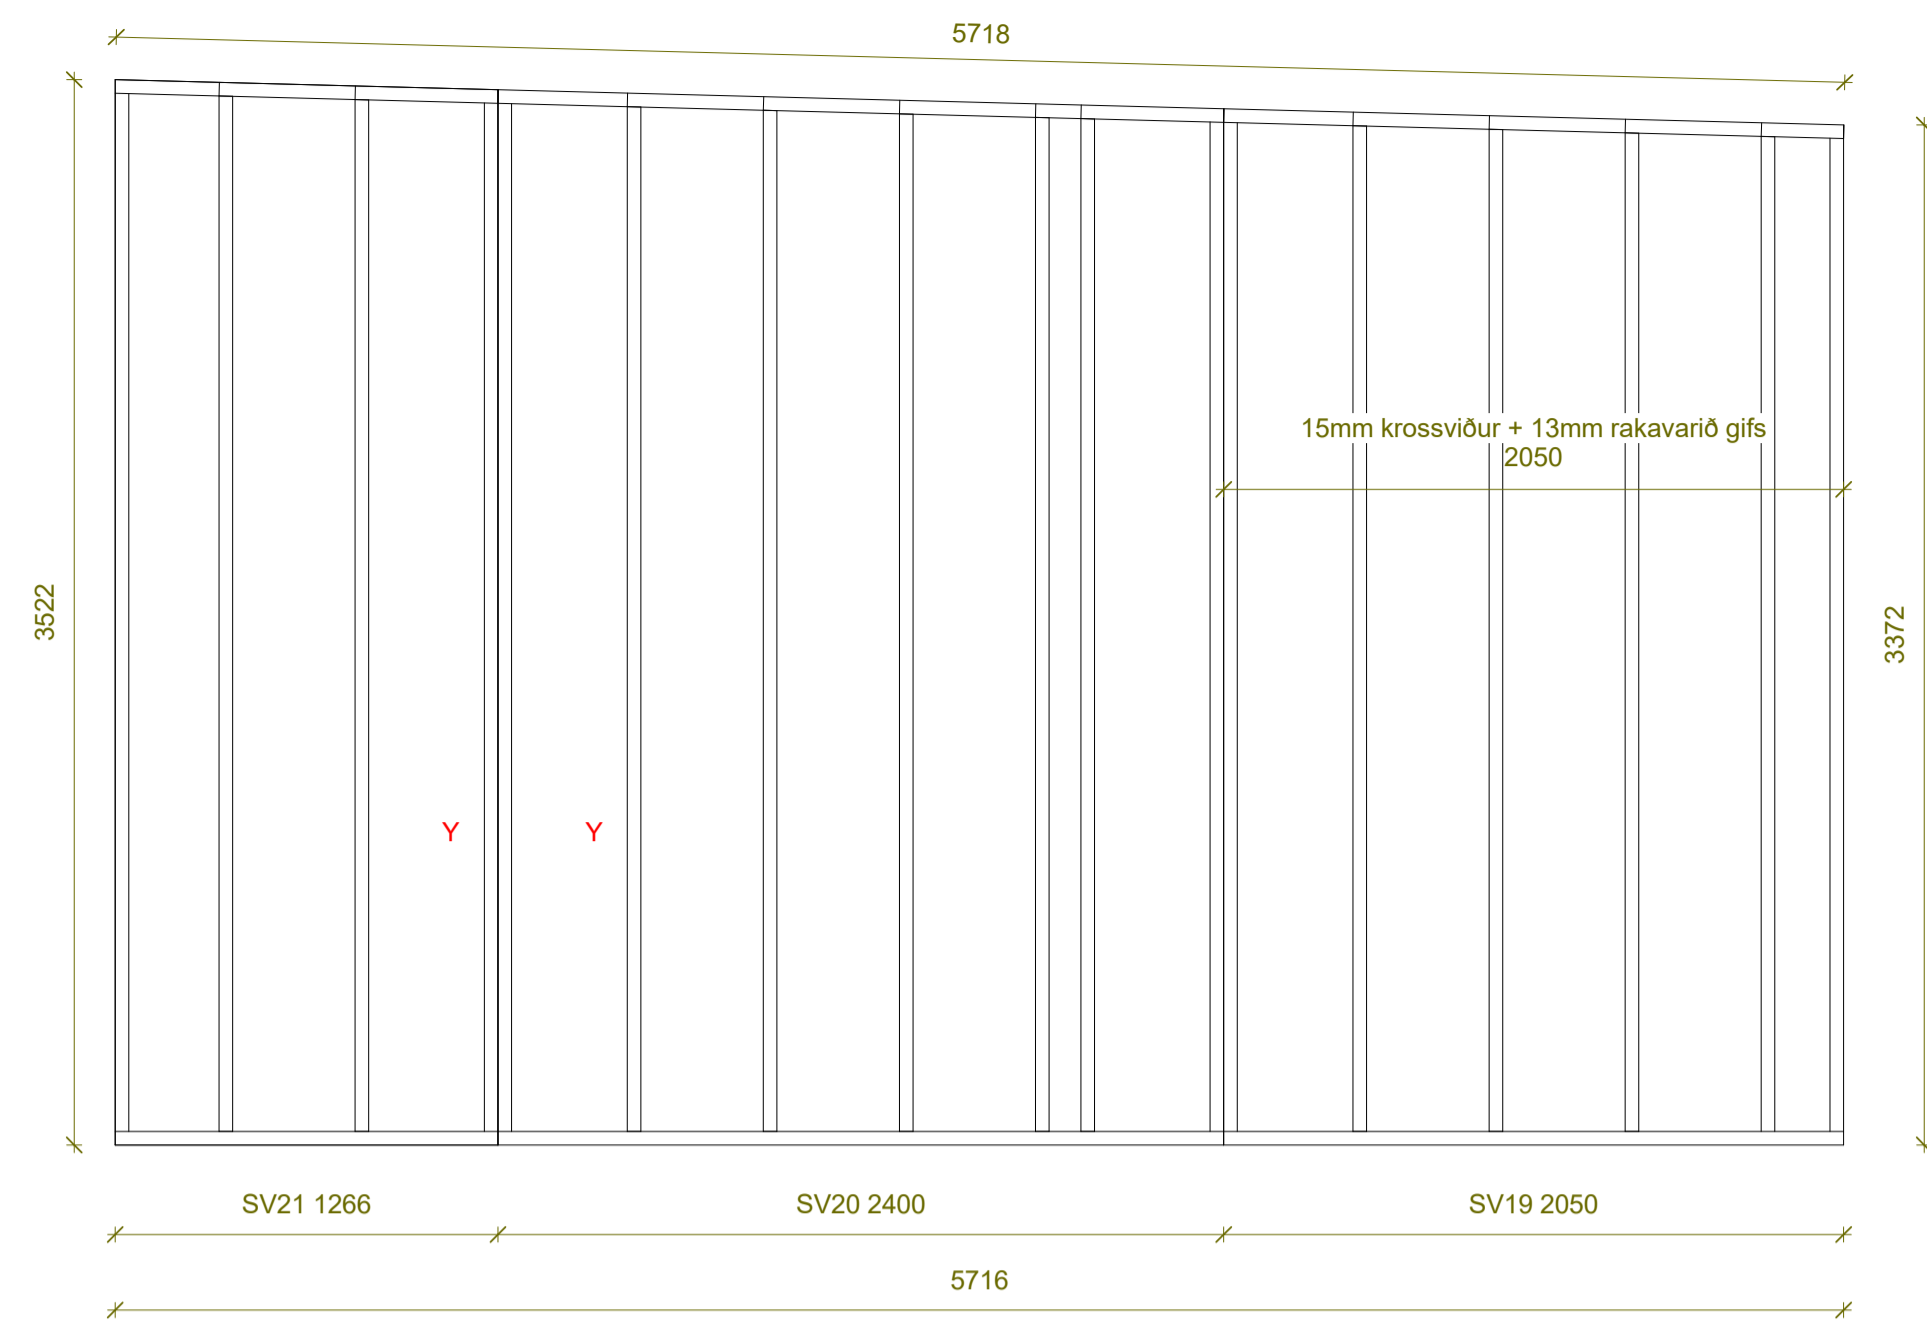 5718
15mm krossviður + 13mm rakavarið gifs
2050
3522
3372
Y Y
SV21 1266 SV20 2400 SV19 2050
5716